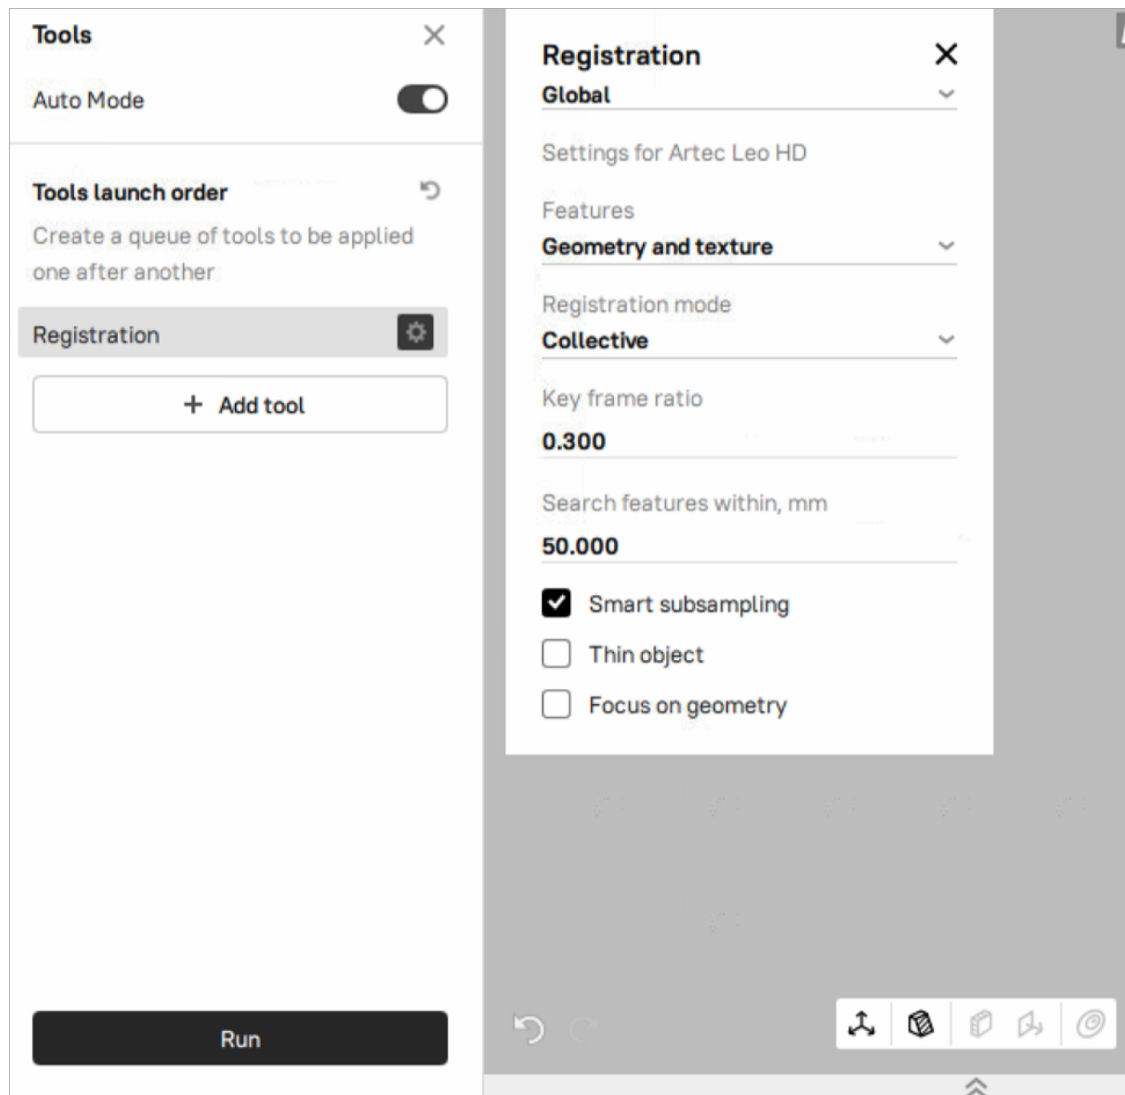 Tools
Auto Mode
Tools launch order
Create a queue of tools to be applied
one after another
Registration
+ Add tool
Run
Registration
Global
Settings for Artec Leo HD
Features
Geometry and texture
Registration mode
Collective
Key frame ratio
0.300
Search features within, mm
50.000
Smart subsampling
Thin object
Focus on geometry